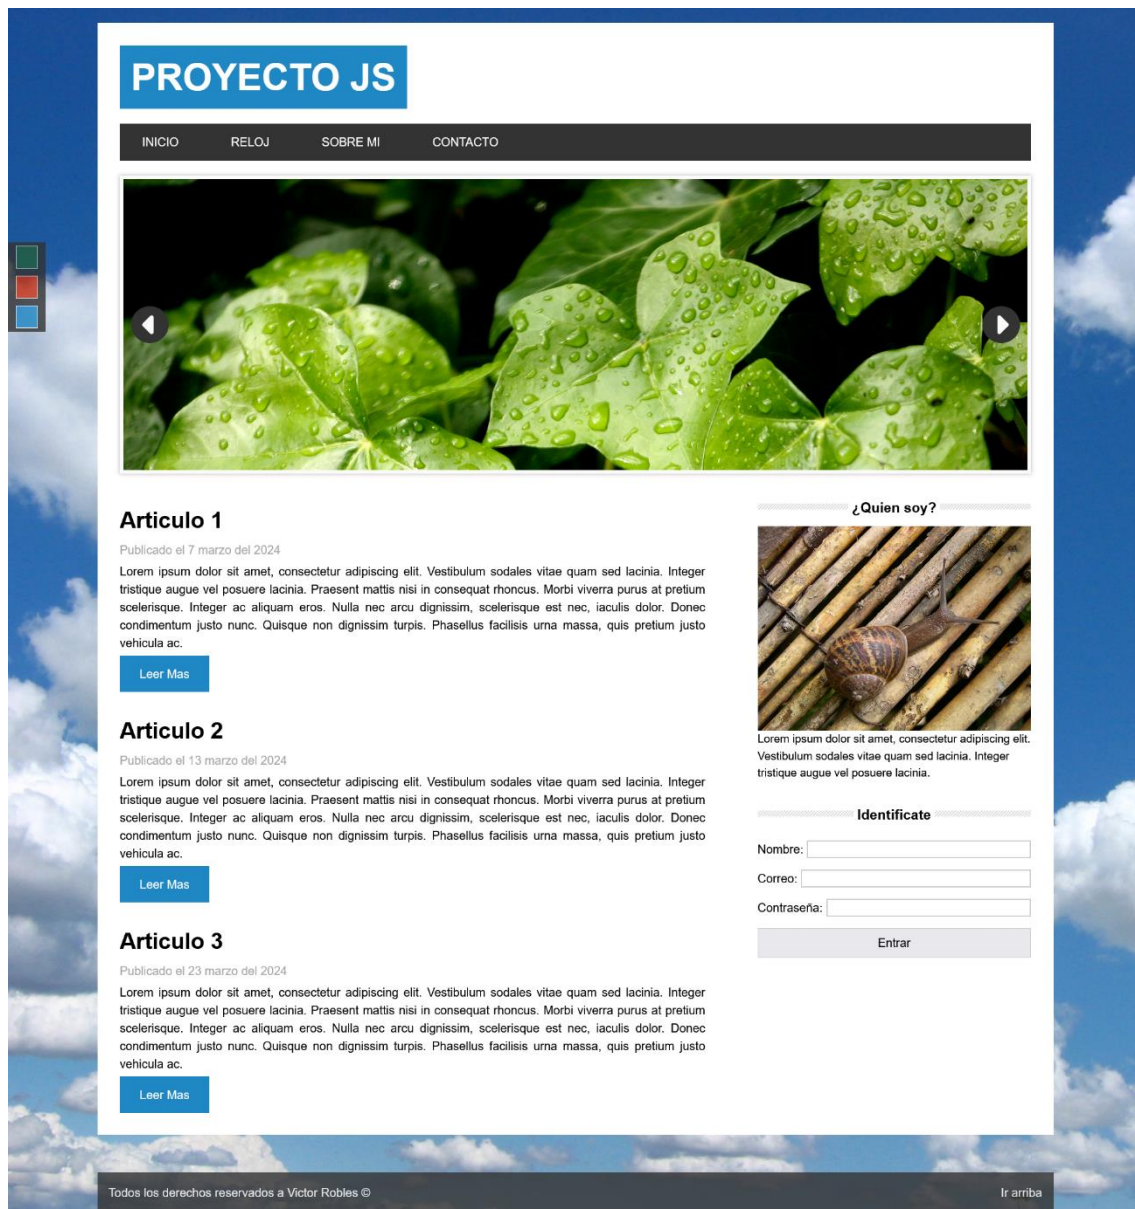 PROYECTO JS
INICIO RELOJ SOBRE MI CONTACTO
Articulo 1
Publicado el 7 marzo del 2024
Lorem ipsum dolor sit amet, consectetur adipiscing elit. Vestibulum sodales vitae quam sed lacinia. Integer
tristique augue vel posuere lacinia. Praesent mattis nisi in consequat rhoncus. Morbi viverra purus at pretium
scelerisque. Integer ac aliquam eros. Nulla nec arcu dignissim, scelerisque est nec, iaculis dolor. Donec
condimentum justo nunc. Quisque non dignissim turpis. Phasellus facilisis urna massa, quis pretium justo
vehicula ac.
Leer Mas
Articulo 2
Publicado el 13 marzo del 2024
Lorem ipsum dolor sit amet, consectetur adipiscing elit. Vestibulum sodales vitae quam sed lacinia. Integer
tristique augue vel posuere lacinia. Praesent mattis nisi in consequat rhoncus. Morbi viverra purus at pretium
scelerisque. Integer ac aliquam eros. Nulla nec arcu dignissim, scelerisque est nec, iaculis dolor. Donec
condimentum justo nunc. Quisque non dignissim turpis. Phasellus facilisis urna massa, quis pretium justo
vehicula ac.
Leer Mas
Articulo 3
Publicado el 23 marzo del 2024
Lorem ipsum dolor sit amet, consectetur adipiscing elit. Vestibulum sodales vitae quam sed lacinia. Integer
tristique augue vel posuere lacinia. Praesent mattis nisi in consequat rhoncus. Morbi viverra purus at pretium
scelerisque. Integer ac aliquam eros. Nulla nec arcu dignissim, scelerisque est nec, iaculis dolor. Donec
condimentum justo nunc. Quisque non dignissim turpis. Phasellus facilisis urna massa, quis pretium justo
vehicula ac.
Leer Mas
¿Quien soy?
Lorem ipsum dolor sit amet, consectetur adipiscing elit.
Vestibulum sodales vitae quam sed lacinia. Integer
tristique augue vel posuere lacinia.
Identificate
Nombre:
Correo:
Contraseña:
Entrar
Todos los derechos reservados a Victor Robles ©
Ir arriba